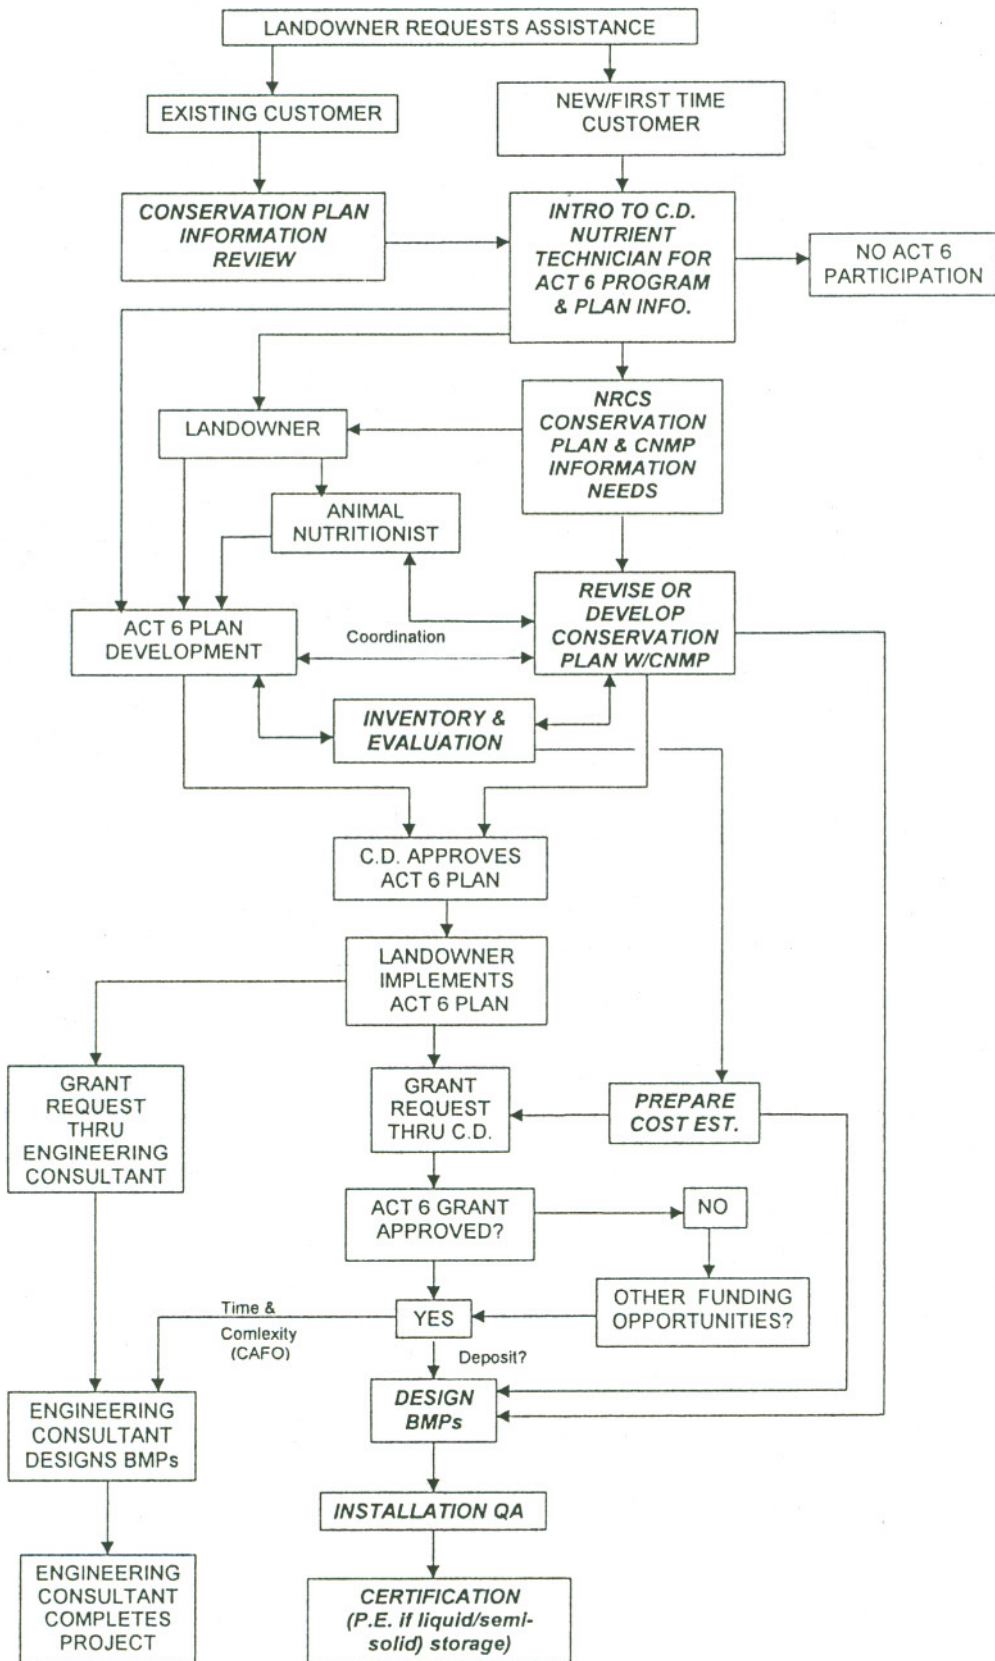 LANDOWNER REQUESTS ASSISTANCE
EXISTING CUSTOMER
NEW/FIRST TIME
CUSTOMER
CONSERVATION PLAN
INFORMATION
REVIEW
INTRO TO C.D.
NUTRIENT
TECHNICIAN FOR
ACT 6 PROGRAM
& PLAN INFO.
NO ACT 6
PARTICIPATION
LANDOWNER
NRCS
CONSERVATION
PLAN & CNMP
INFORMATION
NEEDS
ANIMAL
NUTRITIONIST
ACT 6 PLAN
DEVELOPMENT
Coordination
REVISE OR
DEVELOP
CONSERVATION
PLAN W/CNMP
INVENTORY &
EVALUATION
C.D. APPROVES
ACT 6 PLAN
LANDOWNER
IMPLEMENTS
ACT 6 PLAN
GRANT
REQUEST
THRU
ENGINEERING
CONSULTANT
GRANT
REQUEST
THRU C.D.
PREPARE
COST EST.
ACT 6 GRANT
APPROVED?
NO
OTHER FUNDING
OPPORTUNITIES?
YES
Time &
Comlexity
(CAFO)
Deposit?
ENGINEERING
CONSULTANT
DESIGNS BMPs
DESIGN
BMPs
INSTALLATION QA
ENGINEERING
CONSULTANT
COMPLETES
PROJECT
CERTIFICATION
(P.E. if liquid/semi-
solid) storage)